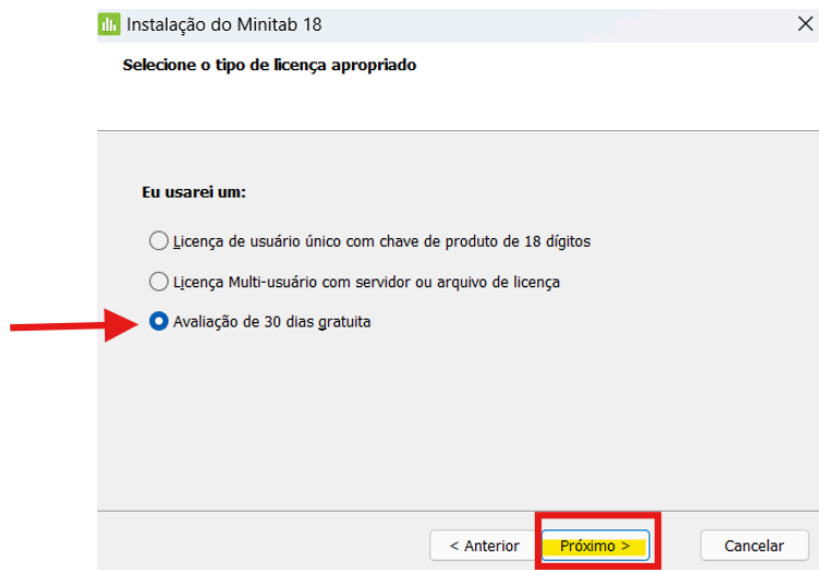 Instalação do Minitab 18
Selecione o tipo de licença apropriado
Eu usarei um:
Licença de usuário único com chave de produto de 18 dígitos
Licença Multi-usuário com servidor ou arquivo de licença
Avaliação de 30 dias gratuita
< Anterior Próximo > Cancelar